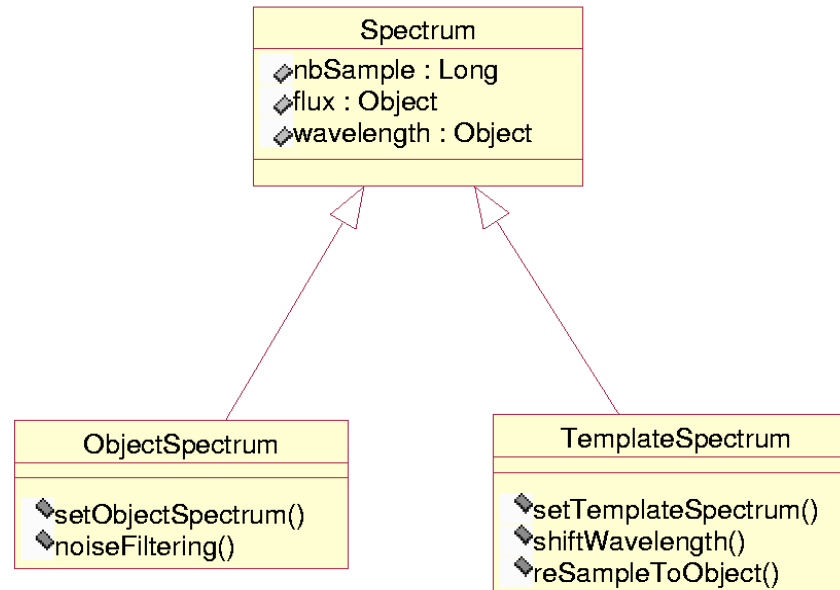 Spectrum
nbSample : Long
flux : Object
wavelength : Object
ObjectSpectrum
setObjectSpectrum()
noiseFiltering()
TemplateSpectrum
setTemplateSpectrum()
shiftWavelength()
reSampleToObject()